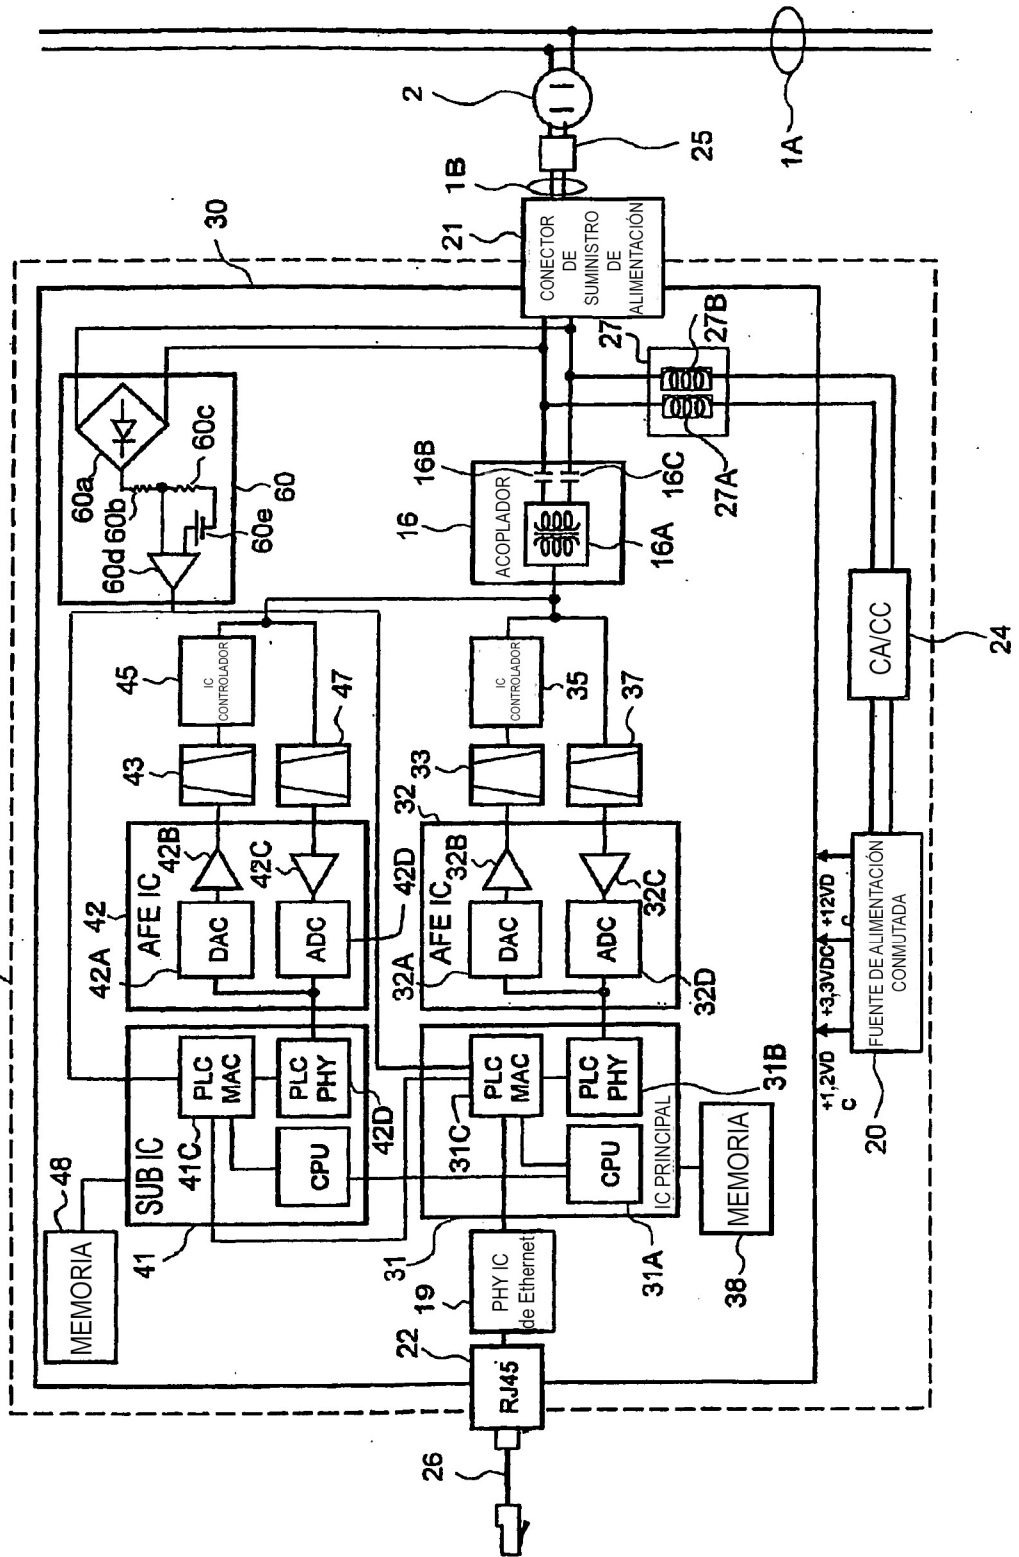 1A
2
25
1B
21
CONECTOR
DE
SUMINISTRO
DE
ALIMENTACIÓN
30
27
27B
27A
60a
60b
60c
60
60d
60e
16B
16C
16
ACOPLADOR
16A
45
IC
CONTROLADOR
47
43
35
IC
CONTROLADOR
37
33
24
CA/CC
42
AFE IC
42B
42C
42A
DAC
ADC
42D
32
AFE IC
32B
32C
32A
DAC
ADC
32D
FUENTE DE ALIMENTACIÓN
CONMUTADA
+12VD
C
+3,3VDC
+1,2VD
C
20
48
MEMORIA
SUB IC
41C
PLC
MAC
PLC
PHY
42D
CPU
41
31C
PLC
MAC
PLC
PHY
31B
CPU
IC PRINCIPAL
31
31A
MEMORIA
38
19
PHY IC
de Ethernet
22
RJ45
26